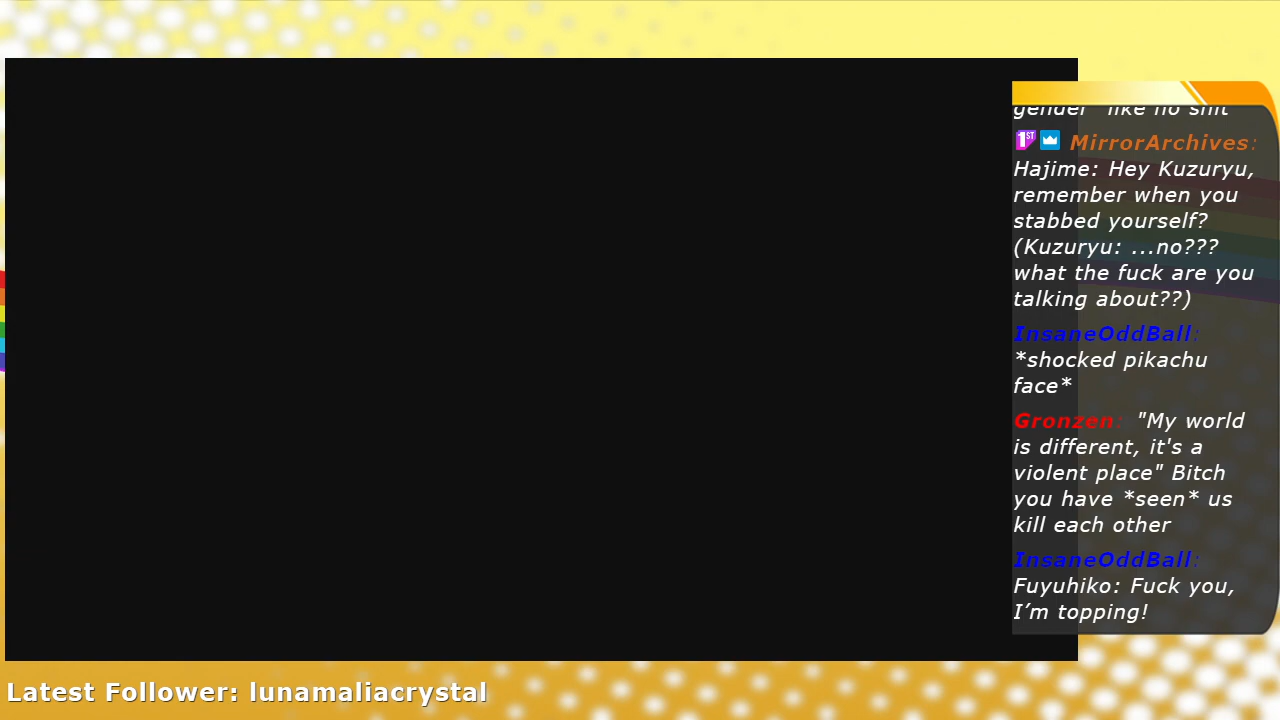 gender" like no shit
1ST MirrorArchives:
Hajime: Hey Kuzuryu,
remember when you
stabbed yourself?
(Kuzuryu: ...no???
what the fuck are you
talking about??)
InsaneOddBall:
*shocked pikachu
face*
Gronzen: "My world
is different, it's a
violent place" Bitch
you have *seen* us
kill each other
InsaneOddBall:
Fuyuhiko: Fuck you,
I’m topping!
Latest Follower: lunamaliacrystal